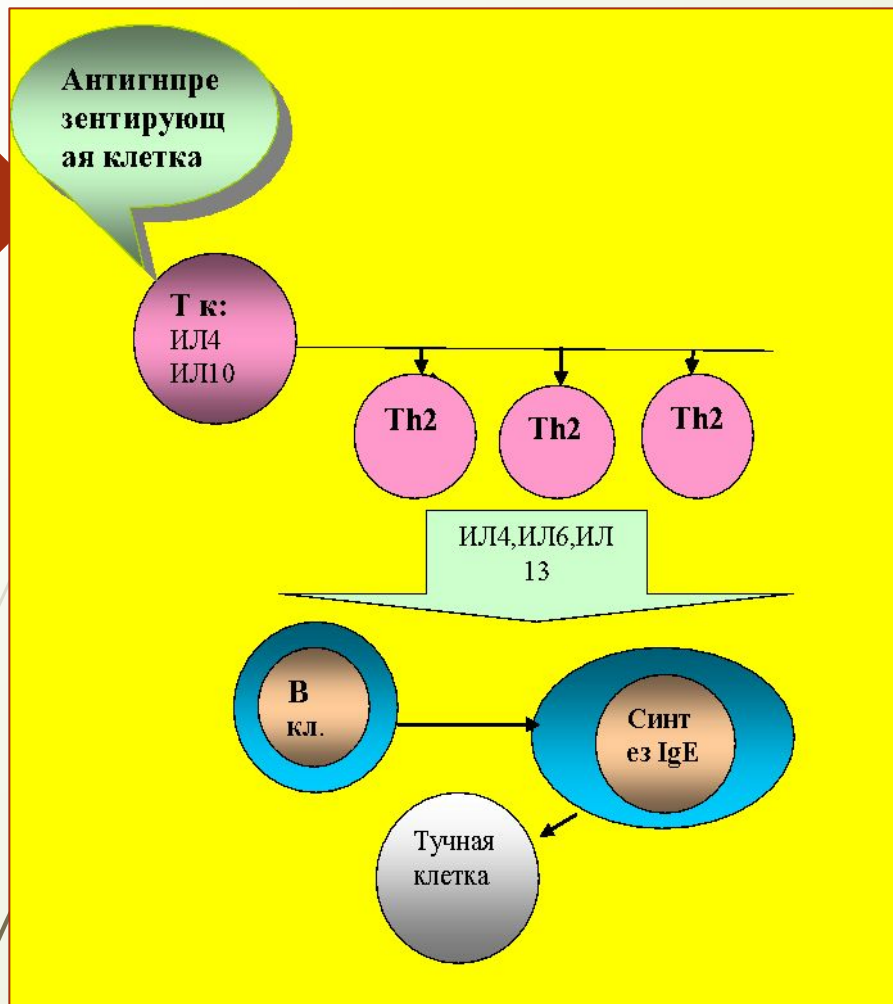 Антигнпре
зентирующ
ая клетка
Т к:
ИЛ4
ИЛ10
Th2
Th2
Th2
ИЛ4,ИЛ6,ИЛ
13
В
кл.
Синт
ез IgE
Тучная
клетка